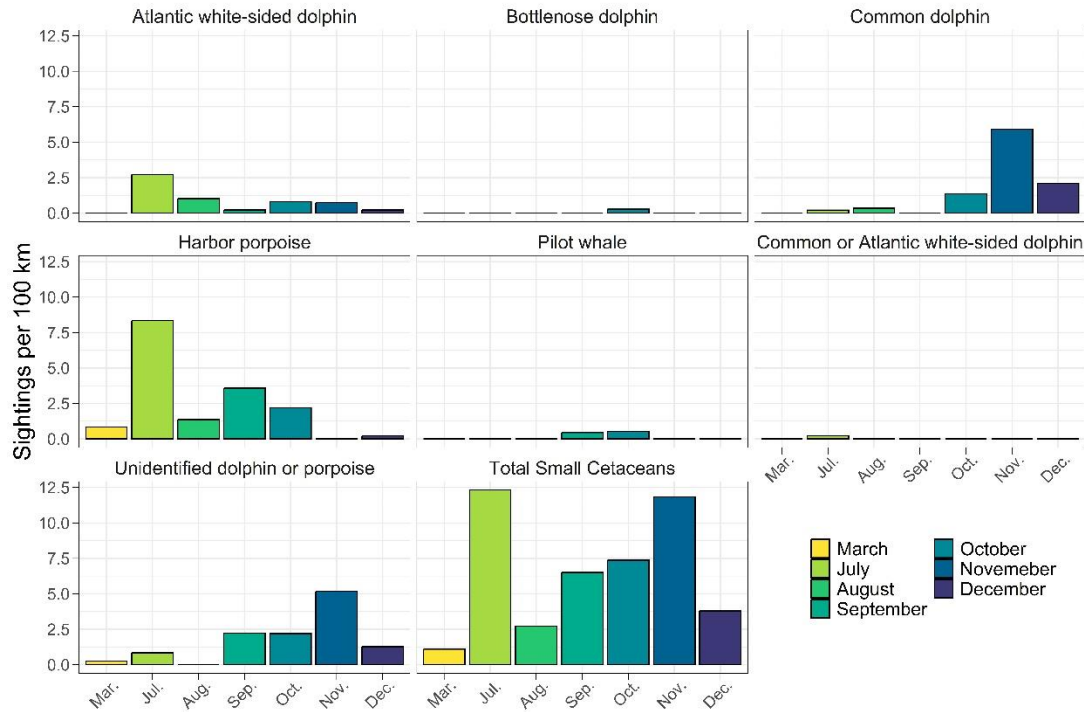 Atlantic white-sided dolphin
Bottlenose dolphin
Common dolphin
12.5
10.0
7.5
5.0
2.5
0.0
Harbor porpoise
Pilot whale
Common or Atlantic white-sided dolphin
Sightings per 100 km
12.5
10.0
7.5
5.0
2.5
0.0
Mar.
Jul.
Aug.
Sep.
Oct.
Nov.
Dec.
Unidentified dolphin or porpoise
Total Small Cetaceans
12.5
10.0
7.5
5.0
2.5
0.0
Mar.
Jul.
Aug.
Sep.
Oct.
Nov.
Dec.
Mar.
Jul.
Aug.
Sep.
Oct.
Nov.
Dec.
March
July
August
September
October
Novemeber
December